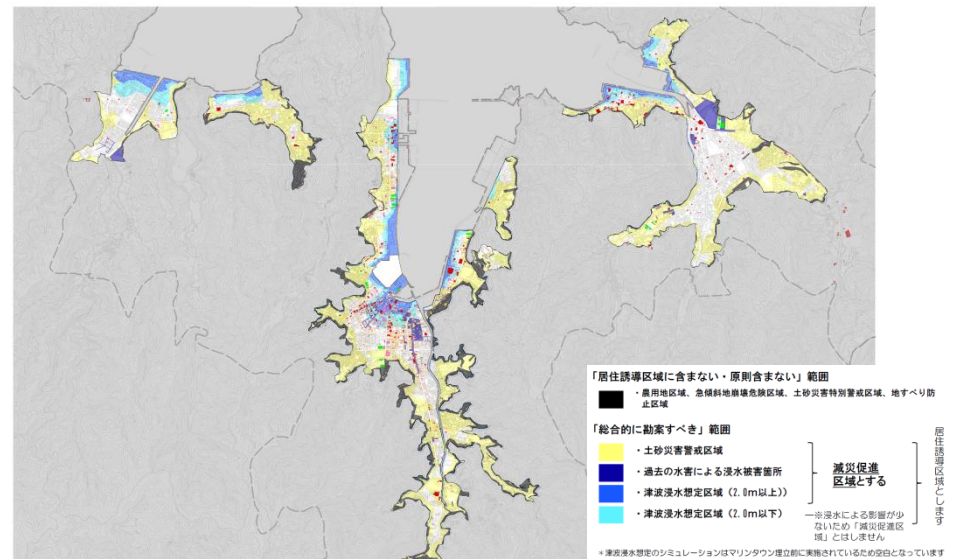 「居住誘導区域に含まない・原則含まない」範囲
・農用地区域、急傾斜地崩壊危険区域、土砂災害特別警戒区域、地すべり防
止区域
「総合的に勘案すべき」範囲
・土砂災害警戒区域
・過去の水害による浸水被害箇所
・津波浸水想定区域（2.0m以上））
・津波浸水想定区域（2.0m以下）
減災促進
区域とする
※浸水による影響が少
ないため「減災促進区
域」とはしません
居住誘導区域とします
＊津波浸水想定のシミュレーションはマリンタウン埋立前に実施されているため空白となっています